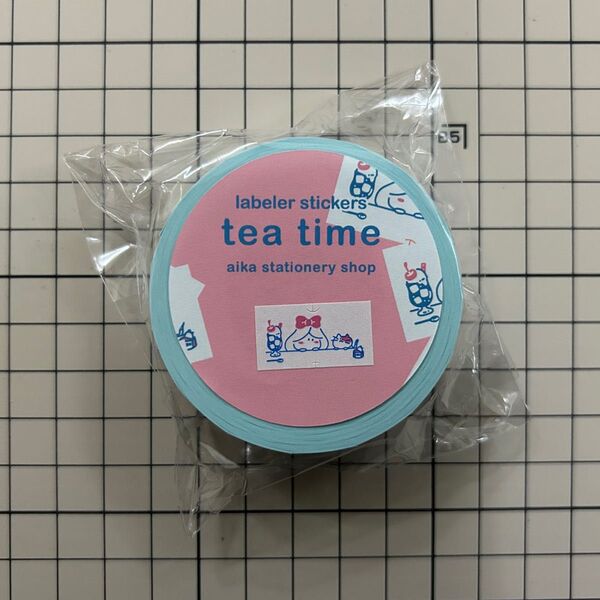 labeler stickers
tea time
aika stationery shop
B5